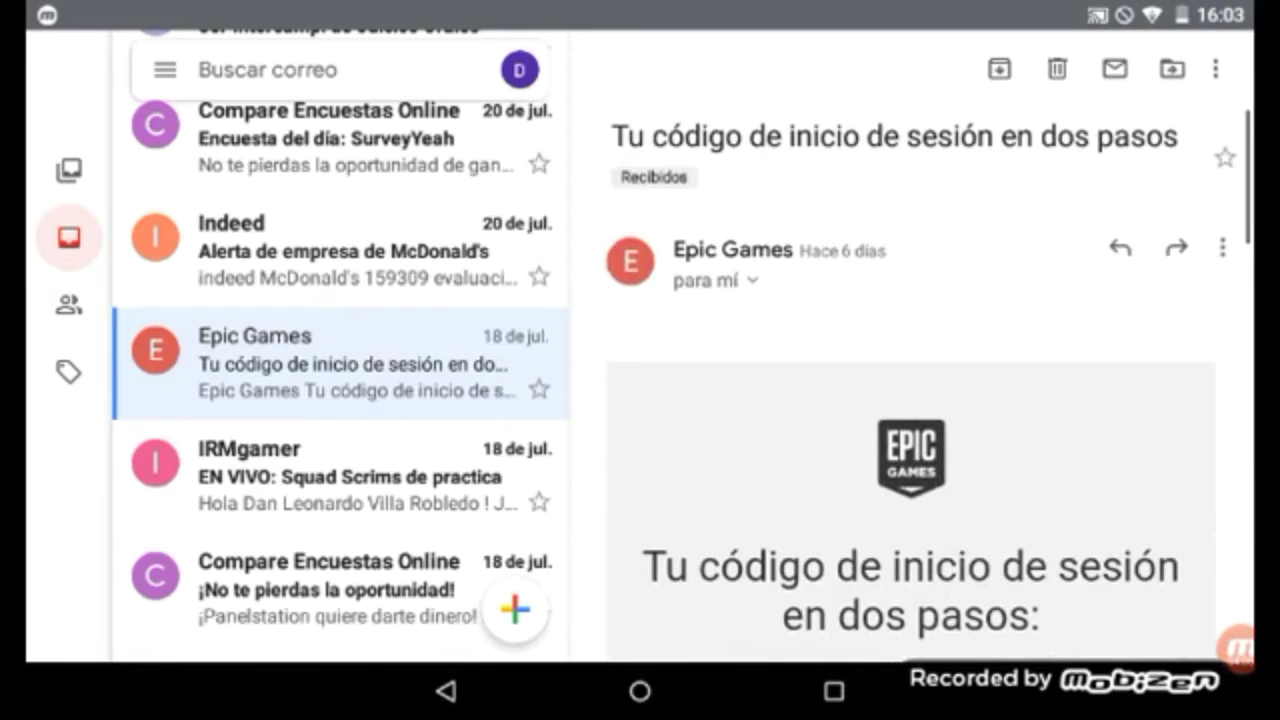 16:03
Buscar correo
D
C
Compare Encuestas Online 20 de jul.
Encuesta del día: SurveyYeah
No te pierdas la oportunidad de gan...
I
Indeed 20 de jul.
Alerta de empresa de McDonald's
indeed McDonald's 159309 evaluaci...
E
Epic Games 18 de jul.
Tu código de inicio de sesión en do...
Epic Games Tu código de inicio de s...
I
IRMgamer 18 de jul.
EN VIVO: Squad Scrims de practica
Hola Dan Leonardo Villa Robledo ! J...
C
Compare Encuestas Online 18 de jul.
¡No te pierdas la oportunidad!
¡Panelstation quiere darte dinero!
Tu código de inicio de sesión en dos pasos
Recibidos
E
Epic Games Hace 6 días
para mí
EPIC
GAMES
Tu código de inicio de sesión
en dos pasos:
Recorded by mobizen